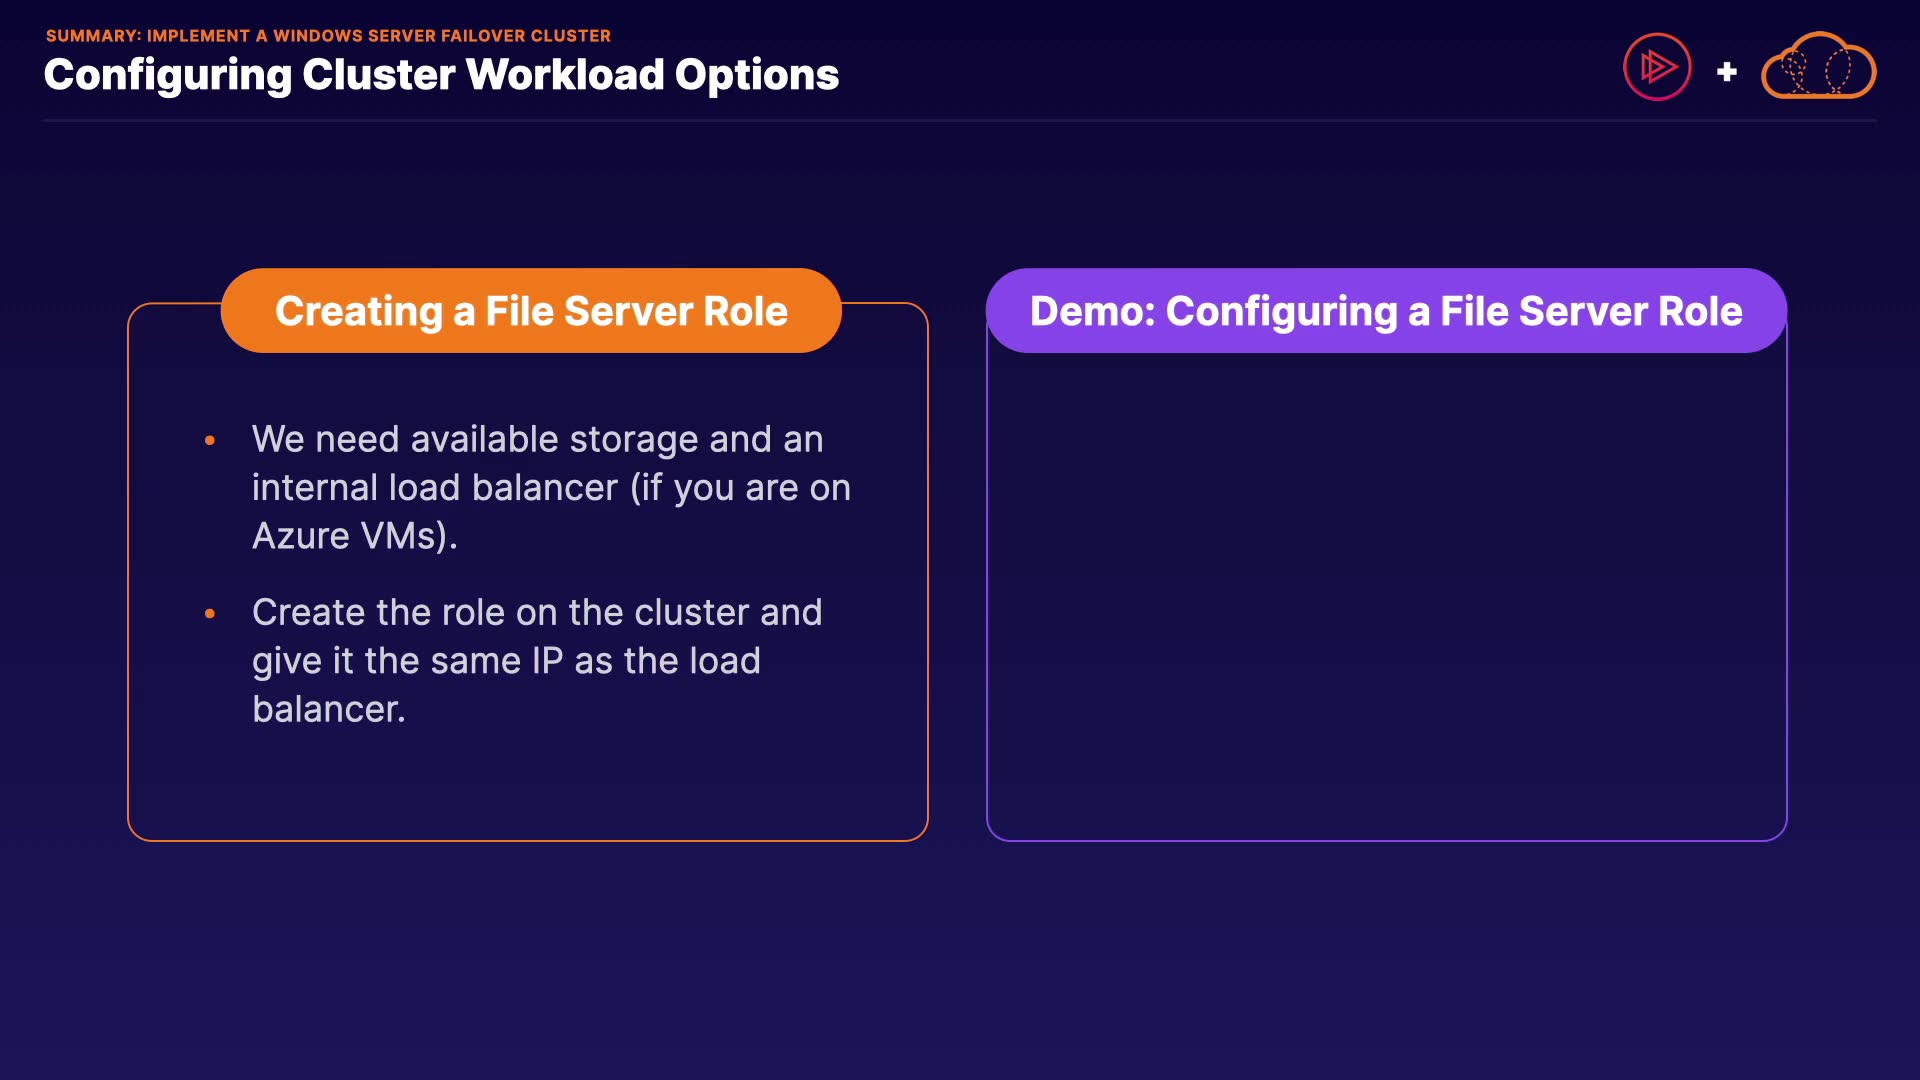 SUMMARY: IMPLEMENT A WINDOWS SERVER FAILOVER CLUSTER
Configuring Cluster Workload Options
Creating a File Server Role
• We need available storage and an
internal load balancer (if you are on
Azure VMs).
• Create the role on the cluster and
give it the same IP as the load
balancer.
Demo: Configuring a File Server Role